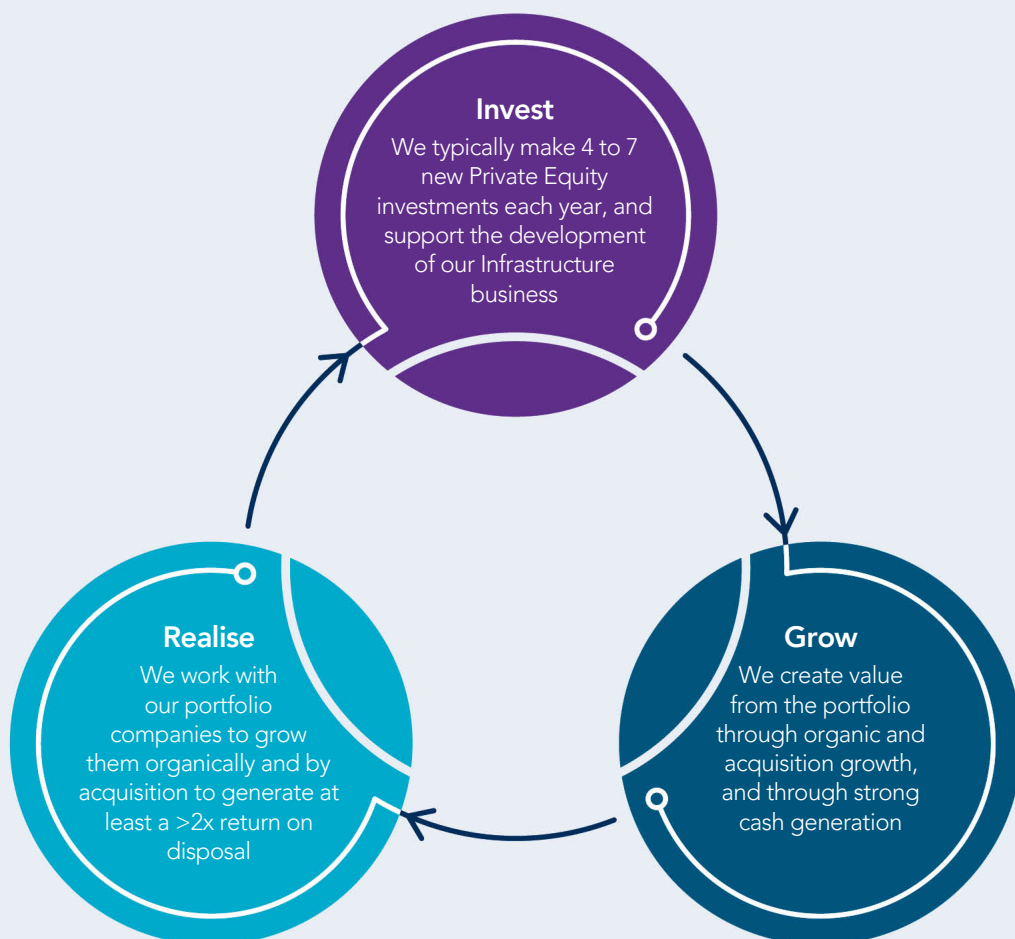 Invest
We typically make 4 to 7
new Private Equity
investments each year, and
support the development
of our Infrastructure
business
Realise
We work with
our portfolio
companies to grow
them organically and by
acquisition to generate at
least a >2x return on
disposal
Grow
We create value
from the portfolio
through organic and
acquisition growth,
and through strong
cash generation